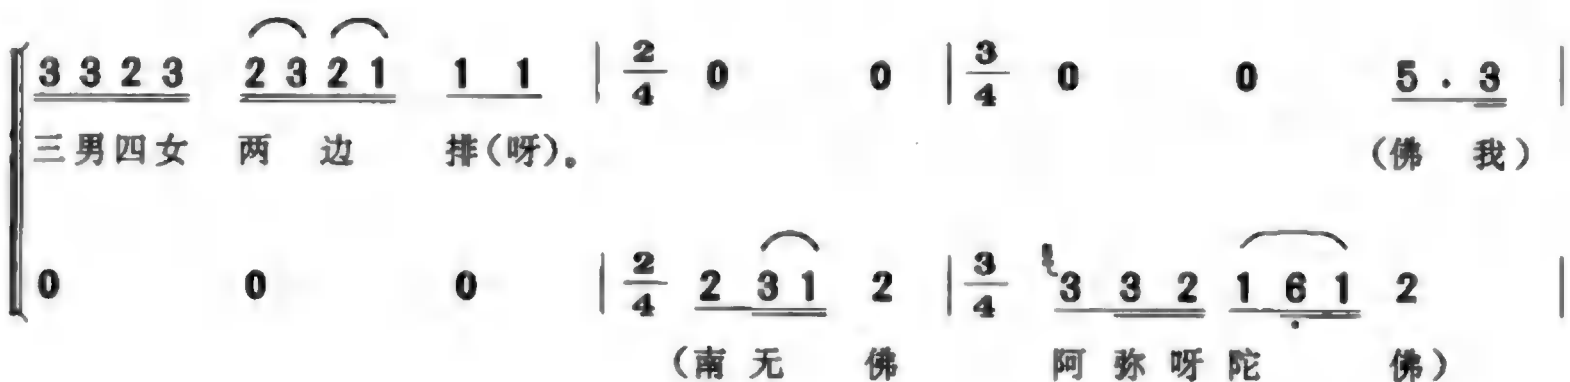 3 3 2 3 2 3 2 1 1 1 | 2/4 0 0 | 3/4 0 0 5 · 3 |
三男四女 两 边 排(呀)。 (佛 我)
0 0 0 | 2/4 2 3 1 2 | 3/4 3 3 2 1 6 1 2 |
(南 无 佛 阿 弥 呀 陀 佛)